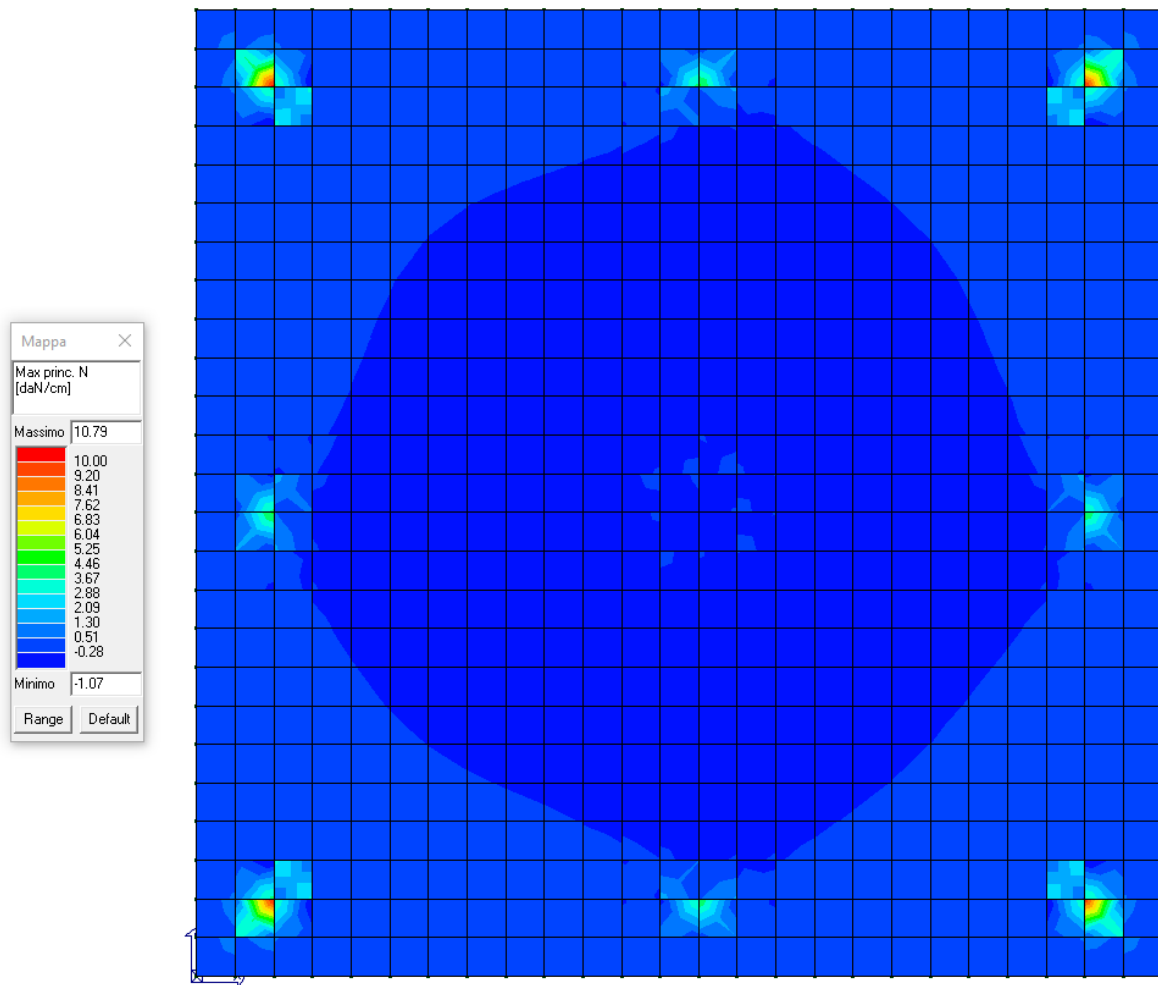 Mappa
Max princ. N
[daN/cm]
Massimo 10.79
10.00
9.20
8.41
7.62
6.83
6.04
5.25
4.46
3.67
2.88
2.09
1.30
0.51
-0.28
Minimo -1.07
Range Default